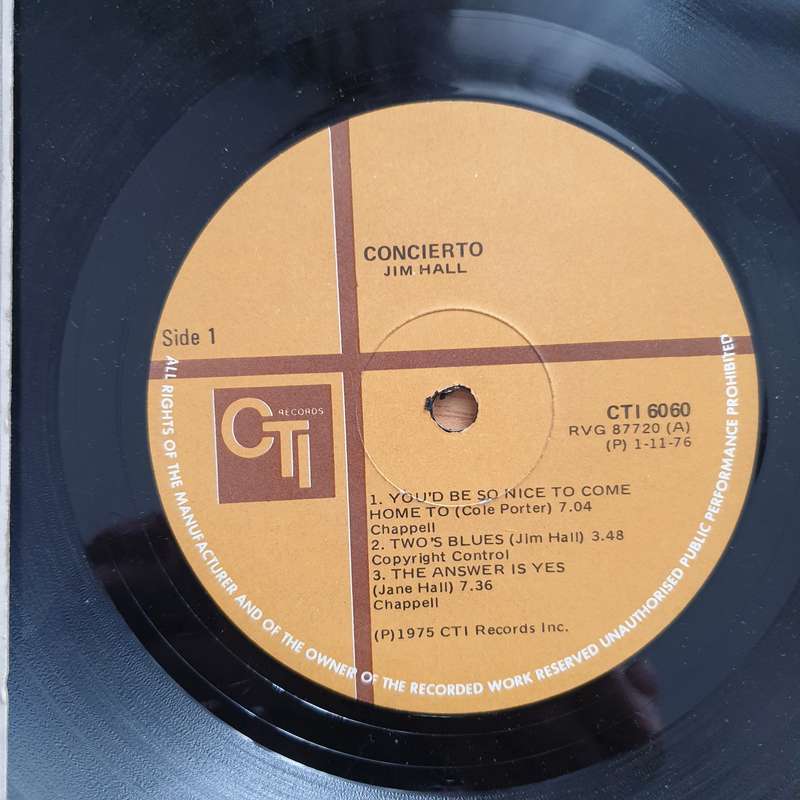 CONCIERTO
JIM HALL
Side 1
CTI RECORDS
CTI 6060
RVG 87720 (A)
(P) 1-11-76
1. YOU'D BE SO NICE TO COME
HOME TO (Cole Porter) 7.04
Chappell
2. TWO'S BLUES (Jim Hall) 3.48
Copyright Control
3. THE ANSWER IS YES
(Jane Hall) 7.36
Chappell
(P)1975 CTI Records Inc.
ALL RIGHTS OF THE MANUFACTURER AND OF THE OWNER OF THE RECORDED WORK RESERVED UNAUTHORISED PUBLIC PERFORMANCE PROHIBITED